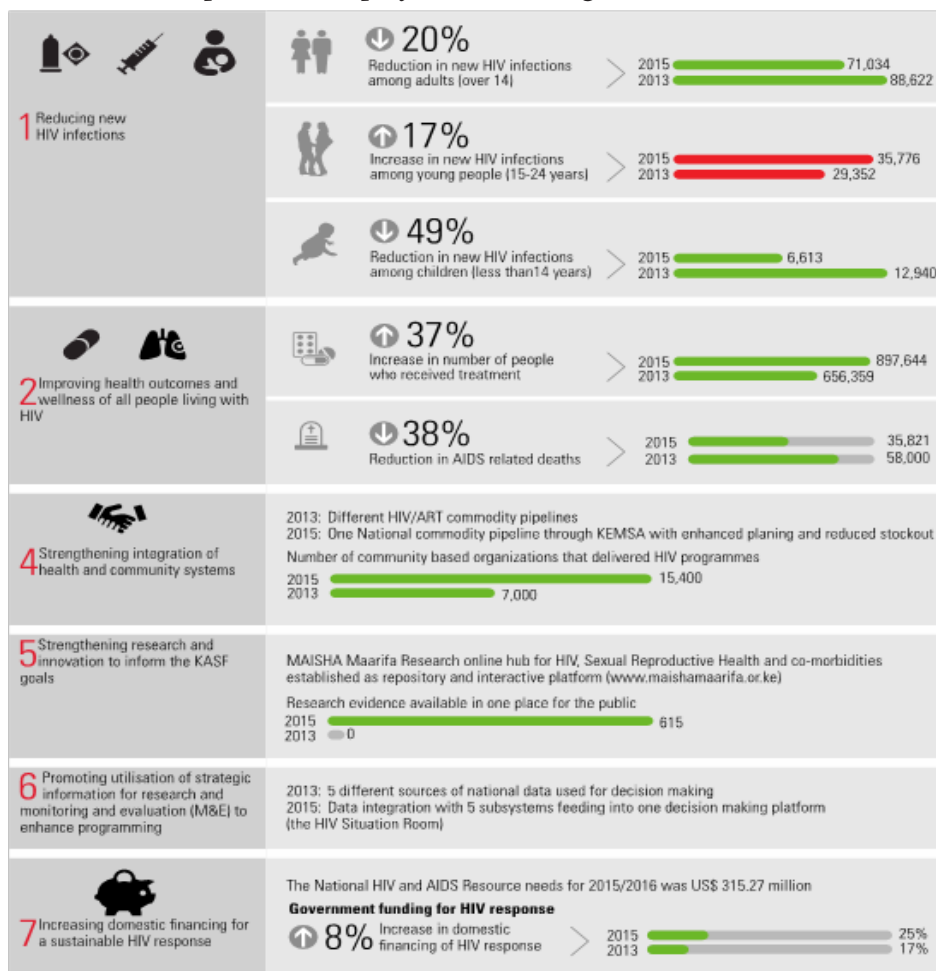 20%
Reduction in new HIV infections
among adults (over 14)
2015 71,034
2013 88,622
1 Reducing new
HIV infections
17%
Increase in new HIV infections
among young people (15-24 years)
2015 35,776
2013 29,352
49%
Reduction in new HIV infections
among children (less than14 years)
2015 6,613
2013 12,940
37%
Increase in number of people
who received treatment
2015 897,644
2013 656,359
2 Improving health outcomes and
wellness of all people living with
HIV
38%
Reduction in AIDS related deaths
2015 35,821
2013 58,000
4 Strengthening integration of
health and community systems
2013: Different HIV/ART commodity pipelines
2015: One National commodity pipeline through KEMSA with enhanced planing and reduced stockout
Number of community based organizations that delivered HIV programmes
2015 15,400
2013 7,000
5 Strengthening research and
innovation to inform the KASF
goals
MAISHA Maarifa Research online hub for HIV, Sexual Reproductive Health and co-morbidities
established as repository and interactive platform (www.maishamaarifa.or.ke)
Research evidence available in one place for the public
2015 615
2013 0
6 Promoting utilisation of strategic
information for research and
monitoring and evaluation (M&E) to
enhance programming
2013: 5 different sources of national data used for decision making
2015: Data integration with 5 subsystems feeding into one decision making platform
(the HIV Situation Room)
7 Increasing domestic financing for
a sustainable HIV response
The National HIV and AIDS Resource needs for 2015/2016 was US$ 315.27 million
Government funding for HIV response
8% Increase in domestic
financing of HIV response
2015 25%
2013 17%